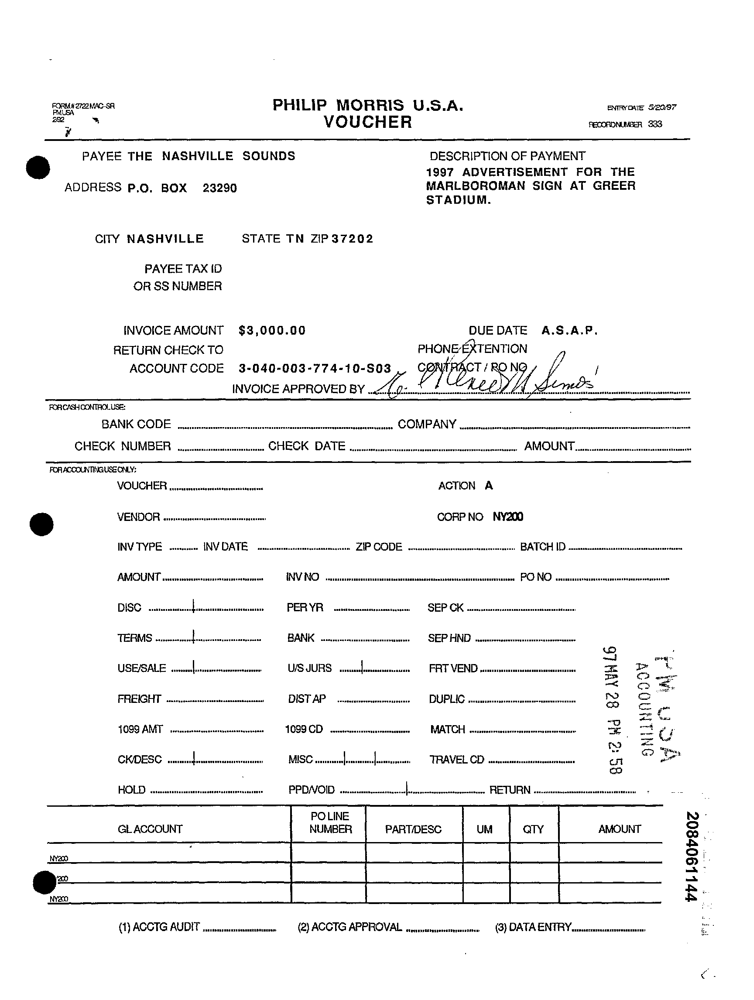 FORM# 2722 MAC-SR
PM USA
2/92
PHILIP MORRIS U.S.A.
VOUCHER
ENTRY DATE 5/20/97
RECORD NUMBER 333
PAYEE THE NASHVILLE SOUNDS
DESCRIPTION OF PAYMENT
1997 ADVERTISEMENT FOR THE
MARLBOROMAN SIGN AT GREER
STADIUM.
ADDRESS P.O. BOX 23290
CITY NASHVILLE STATE TN ZIP 37202
PAYEE TAX ID
OR SS NUMBER
INVOICE AMOUNT $3,000.00 DUE DATE A.S.A.P.
RETURN CHECK TO PHONE/EXTENTION
ACCOUNT CODE 3-040-003-774-10-S03 CONTRACT / PO NO
INVOICE APPROVED BY
FOR CASH CONTROL USE:
BANK CODE COMPANY
CHECK NUMBER CHECK DATE AMOUNT
FOR ACCOUNTING USE ONLY:
VOUCHER ACTION A
VENDOR CORP NO NY200
INV TYPE INV DATE ZIP CODE BATCH ID
AMOUNT INV NO PO NO
DISC PER YR SEP CK
TERMS BANK SEP HND
USE/SALE U/S JURS FRT VEND
FREIGHT DIST AP DUPLIC
1099 AMT 1099 CD MATCH
CK/DESC MISC TRAVEL CD
HOLD PPD/VOID RETURN
PM USA
ACCOUNTING
97 MAY 28 PM 2:58
GL ACCOUNT PO LINE NUMBER PART/DESC UM QTY AMOUNT
NY200
200
NY200
2084061144
(1) ACCTG AUDIT (2) ACCTG APPROVAL (3) DATA ENTRY